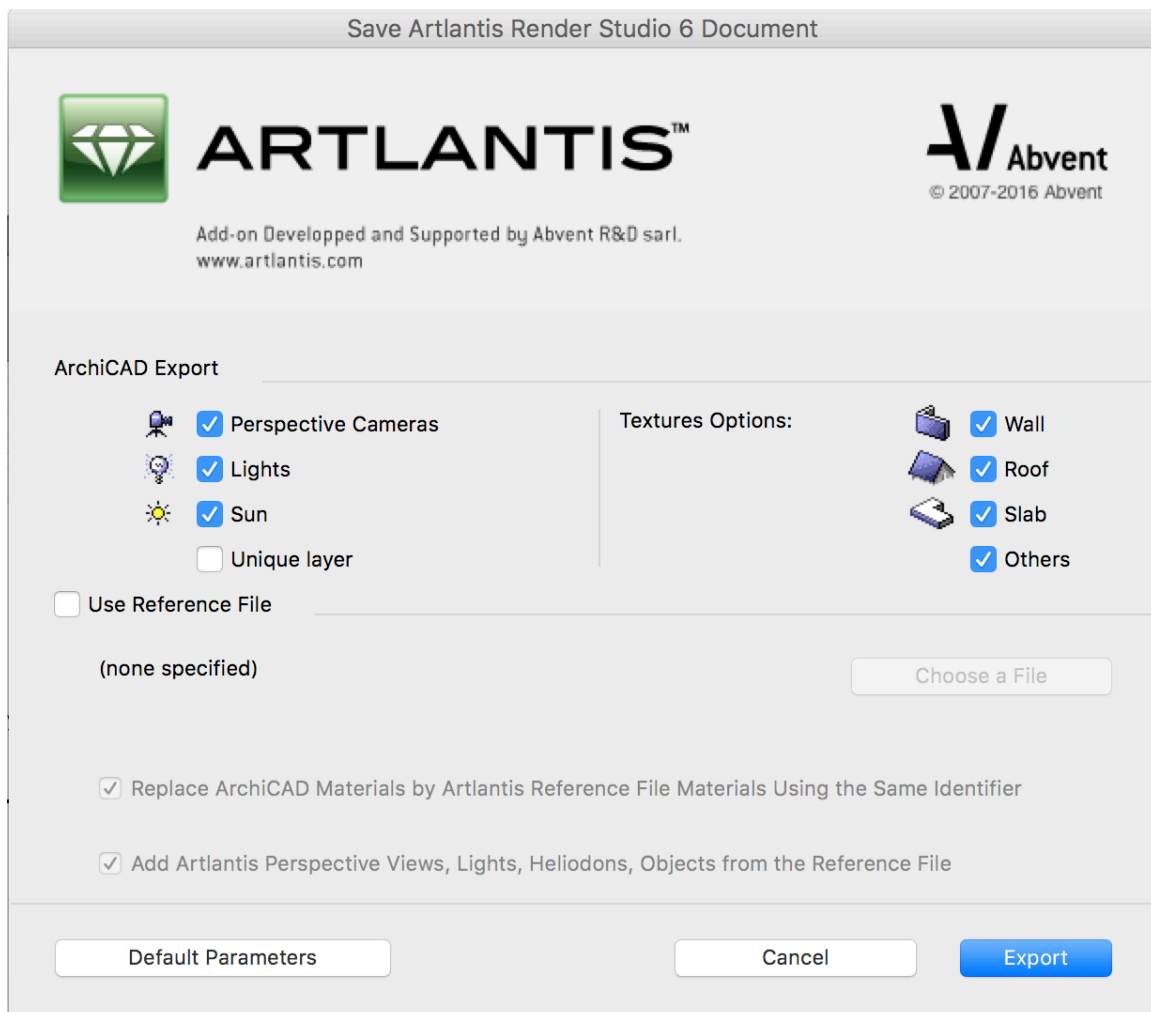 Save Artlantis Render Studio 6 Document
ARTLANTIS™
Abvent
© 2007-2016 Abvent
Add-on Developped and Supported by Abvent R&D sarl.
www.artlantis.com
ArchiCAD Export
Perspective Cameras
Lights
Sun
Unique layer
Textures Options:
Wall
Roof
Slab
Others
Use Reference File
(none specified)
Choose a File
Replace ArchiCAD Materials by Artlantis Reference File Materials Using the Same Identifier
Add Artlantis Perspective Views, Lights, Heliodons, Objects from the Reference File
Default Parameters
Cancel
Export